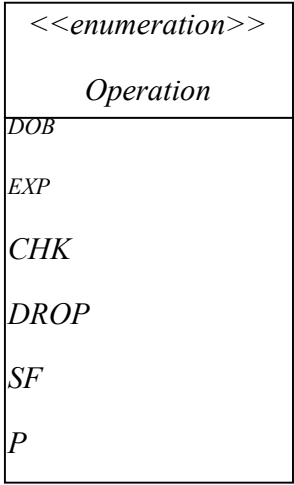 <<enumeration>>
Operation
DOB
EXP
CHK
DROP
SF
P